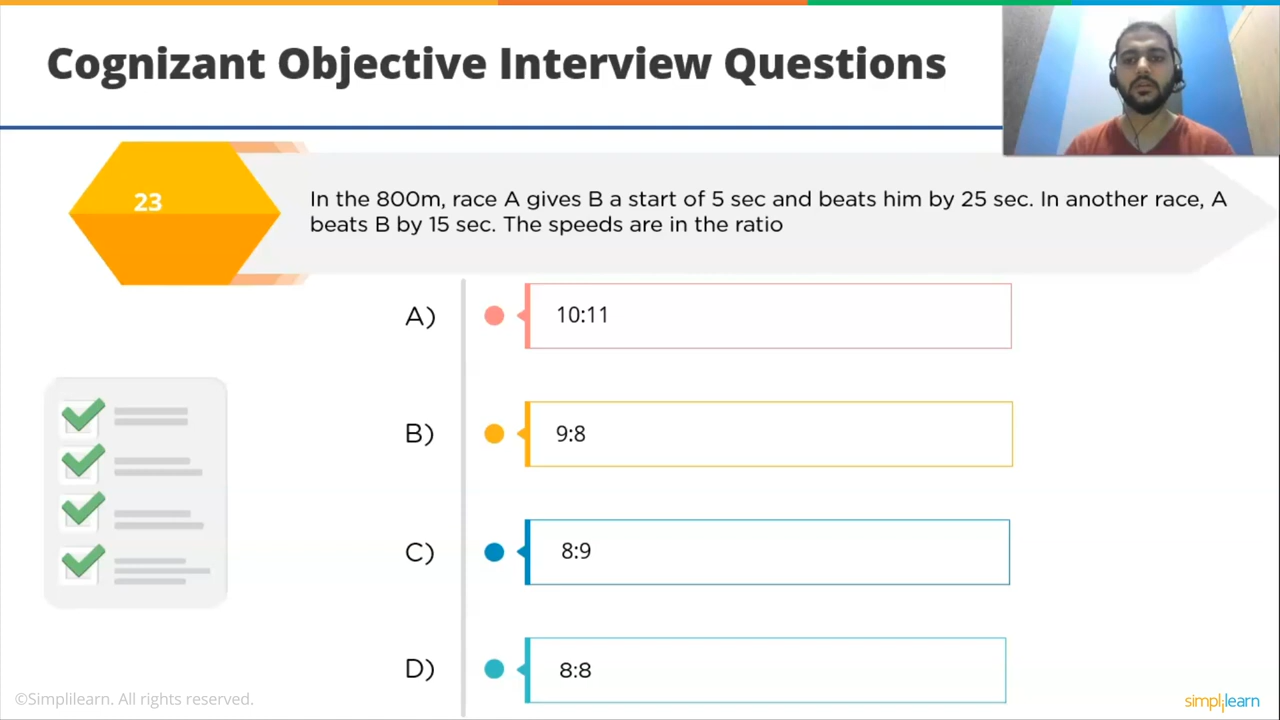 Cognizant Objective Interview Questions
23
In the 800m, race A gives B a start of 5 sec and beats him by 25 sec. In another race, A
beats B by 15 sec. The speeds are in the ratio
A)
10:11
B)
9:8
C)
8:9
D)
8:8
©Simplilearn. All rights reserved.
simplilearn